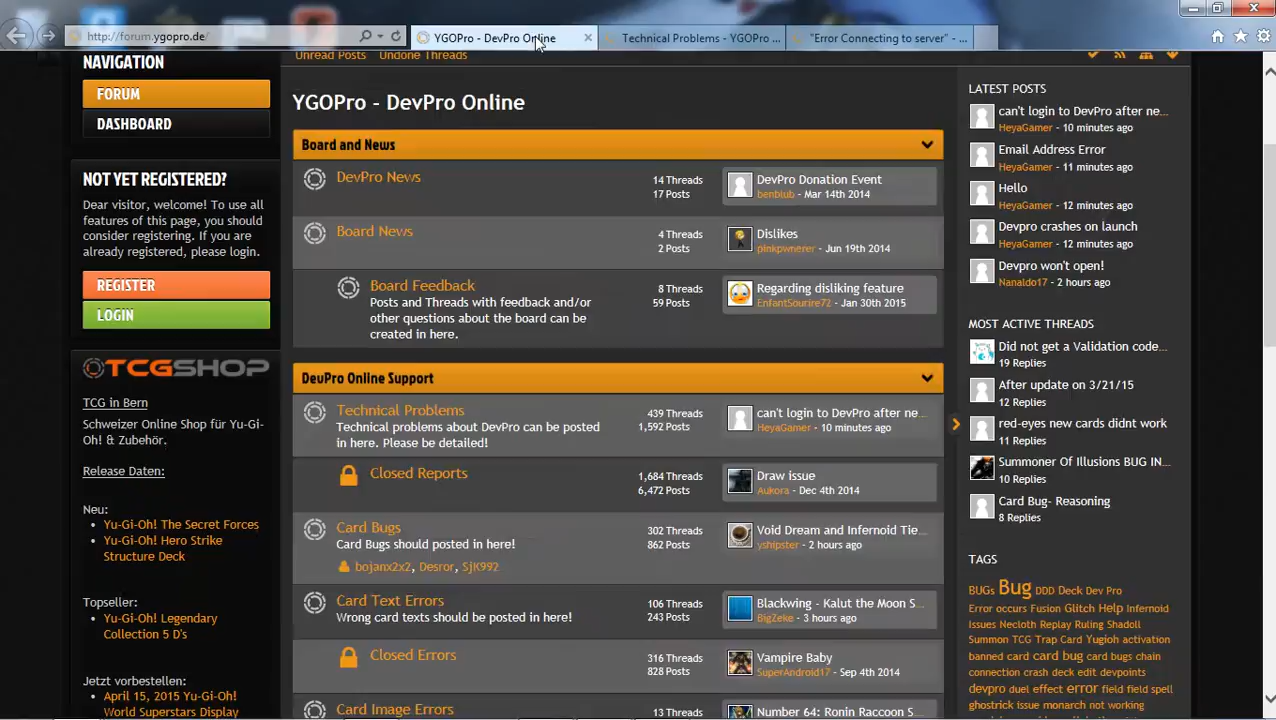 http://forum.ygopro.de/
YGOPro - DevPro Online
Technical Problems - YGOPro ...
"Error Connecting to server" - ...
NAVIGATION
FORUM
DASHBOARD
NOT YET REGISTERED?
Dear visitor, welcome! To use all
features of this page, you should
consider registering. If you are
already registered, please login.
REGISTER
LOGIN
TCGSHOP
TCG in Bern
Schweizer Online Shop für Yu-Gi-
Oh! & Zubehör.
Release Daten:
Neu:
Yu-Gi-Oh! The Secret Forces
Yu-Gi-Oh! Hero Strike
Structure Deck
Topseller:
Yu-Gi-Oh! Legendary
Collection 5 D's
Jetzt vorbestellen:
April 15, 2015 Yu-Gi-Oh!
World Superstars Display
Unread Posts
Undone Threads
YGOPro - DevPro Online
Board and News
DevPro News
14 Threads
17 Posts
DevPro Donation Event
benblub - Mar 14th 2014
Board News
4 Threads
2 Posts
Dislikes
pinkpwnerer - Jun 19th 2014
Board Feedback
Posts and Threads with feedback and/or
other questions about the board can be
created in here.
8 Threads
59 Posts
Regarding disliking feature
EnfantSourire72 - Jan 30th 2015
DevPro Online Support
Technical Problems
Technical problems about DevPro can be posted
in here. Please be detailed!
439 Threads
1,592 Posts
can't login to DevPro after ne...
HeyaGamer - 10 minutes ago
Closed Reports
1,684 Threads
6,472 Posts
Draw issue
Aukora - Dec 4th 2014
Card Bugs
Card Bugs should posted in here!
bojanx2x2, Desror, SjK992
302 Threads
862 Posts
Void Dream and Infernoid Tie...
yshipster - 2 hours ago
Card Text Errors
Wrong card texts should be posted in here!
106 Threads
243 Posts
Blackwing - Kalut the Moon S...
BigZeke - 3 hours ago
Closed Errors
316 Threads
828 Posts
Vampire Baby
SuperAndroid17 - Sep 4th 2014
Card Image Errors
13 Threads
Number 64: Ronin Raccoon S...
LATEST POSTS
can't login to DevPro after ne...
HeyaGamer - 10 minutes ago
Email Address Error
HeyaGamer - 11 minutes ago
Hello
HeyaGamer - 12 minutes ago
Devpro crashes on launch
HeyaGamer - 12 minutes ago
Devpro won't open!
Nanaldo17 - 2 hours ago
MOST ACTIVE THREADS
Did not get a Validation code...
19 Replies
After update on 3/21/15
12 Replies
red-eyes new cards didnt work
11 Replies
Summoner Of Illusions BUG IN...
10 Replies
Card Bug- Reasoning
8 Replies
TAGS
BUGs Bug DDD Deck Dev Pro
Error occurs Fusion Glitch Help Infernoid
Issues Necloth Replay Ruling Shadoll
Summon TCG Trap Card Yugioh activation
banned card card bug card bugs chain
connection crash deck edit devpoints
devpro duel effect error field field spell
ghostrick issue monarch not working